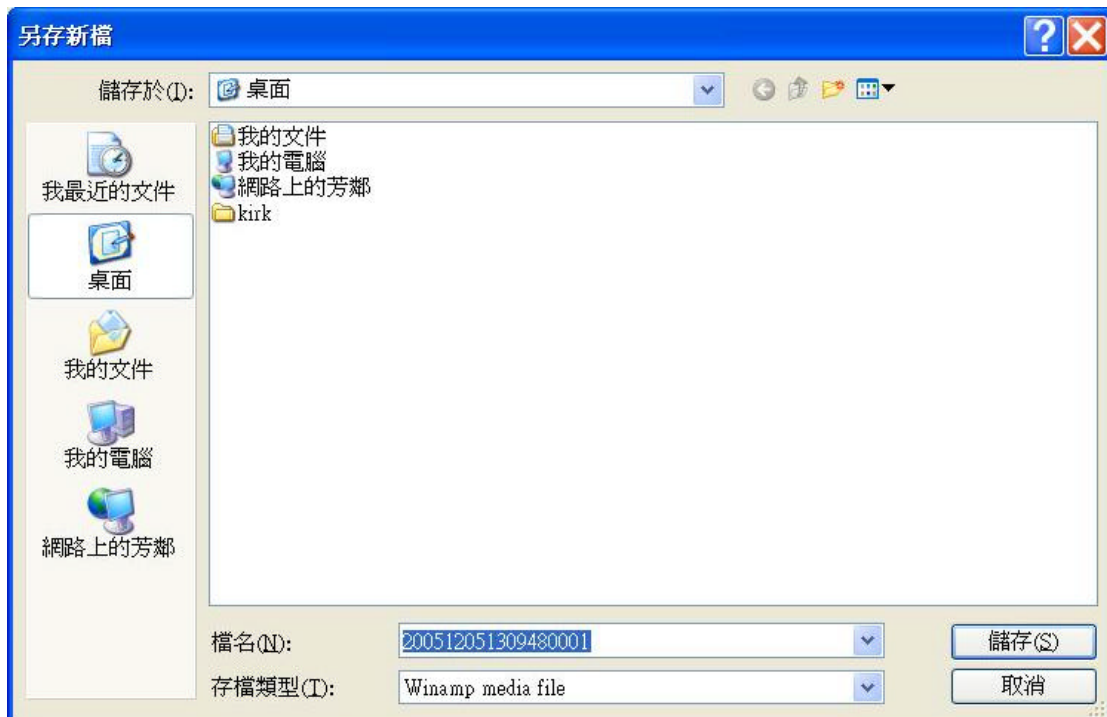 另存新檔
儲存於(I): 桌面
我最近的文件
桌面
我的文件
我的電腦
網路上的芳鄰
我的文件
我的電腦
網路上的芳鄰
kirk
檔名(N): 200512051309480001 儲存(S)
存檔類型(T): Winamp media file 取消